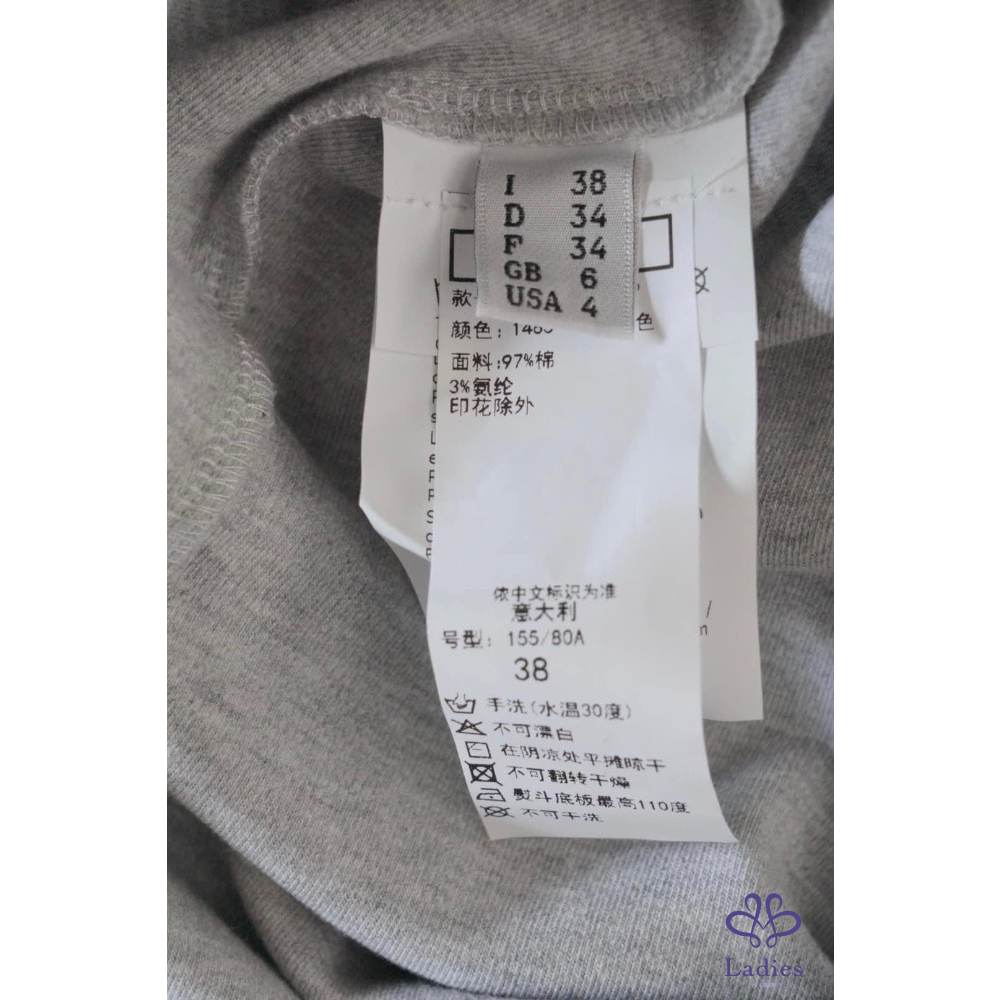 I 38
D 34
F 34
GB 6
USA 4
款
颜色: 1480 色
面料:97%棉
3%氨纶
印花除外
依中文标识为准
意大利
号型: 155/80A
38
手洗(水温30度)
不可漂白
在阴凉处平摊晾干
不可翻转干燥
熨斗底板最高110度
不可干洗
Ladies